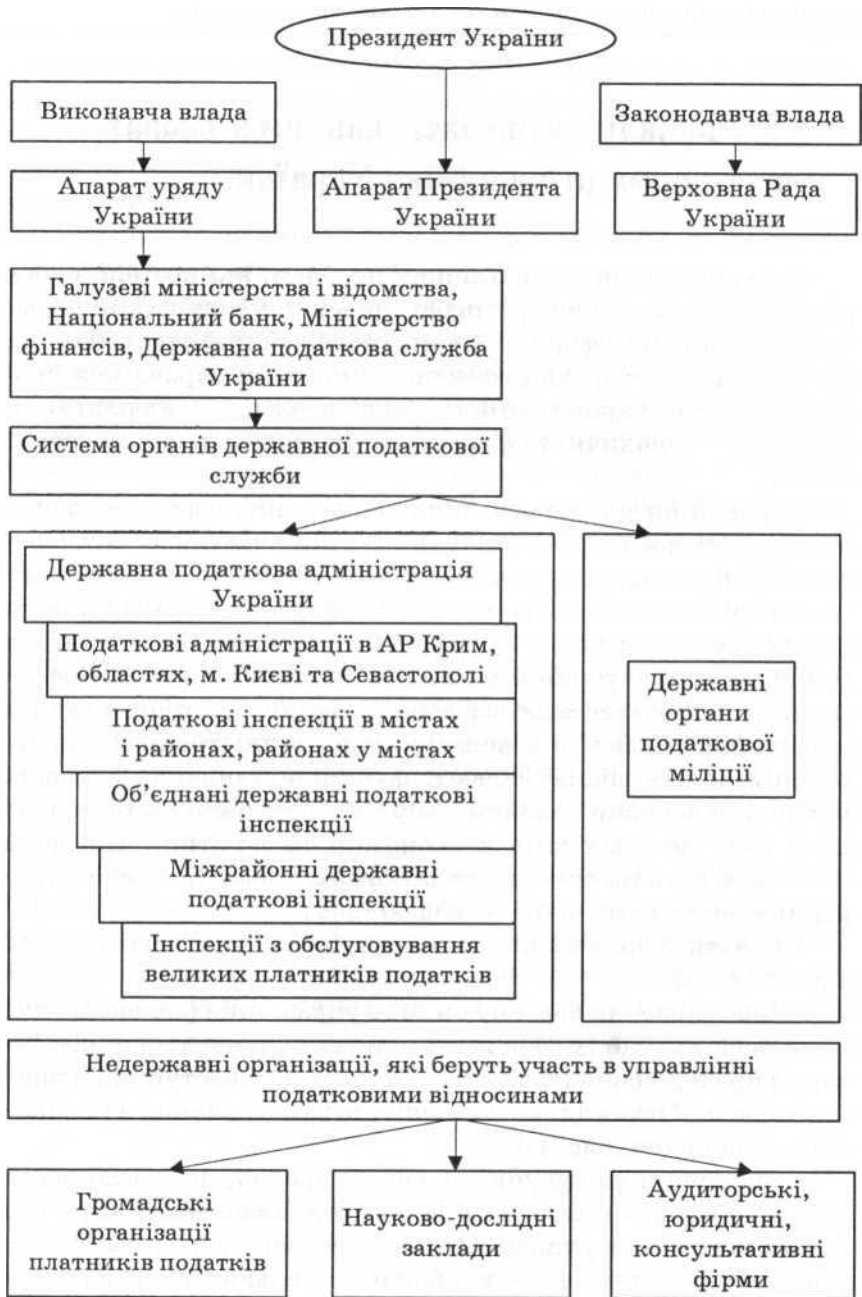 Президент України
Виконавча влада
Законодавча влада
Апарат уряду
України
Апарат Президента
України
Верховна Рада
України
Галузеві міністерства і відомства,
Національний банк, Міністерство
фінансів, Державна податкова служба
України
Система органів державної податкової
служби
Державна податкова адміністрація
України
Податкові адміністрації в АР Крим,
областях, м. Києві та Севастополі
Податкові інспекції в містах
і районах, районах у містах
Об’єднані державні податкові
інспекції
Міжрайонні державні
податкові інспекції
Інспекції з обслуговування
великих платників податків
Державні
органи
податкової
міліції
Недержавні організації, які беруть участь в управлінні
податковими відносинами
Громадські
організації
платників податків
Науково-дослідні
заклади
Аудиторські,
юридичні,
консультативні
фірми